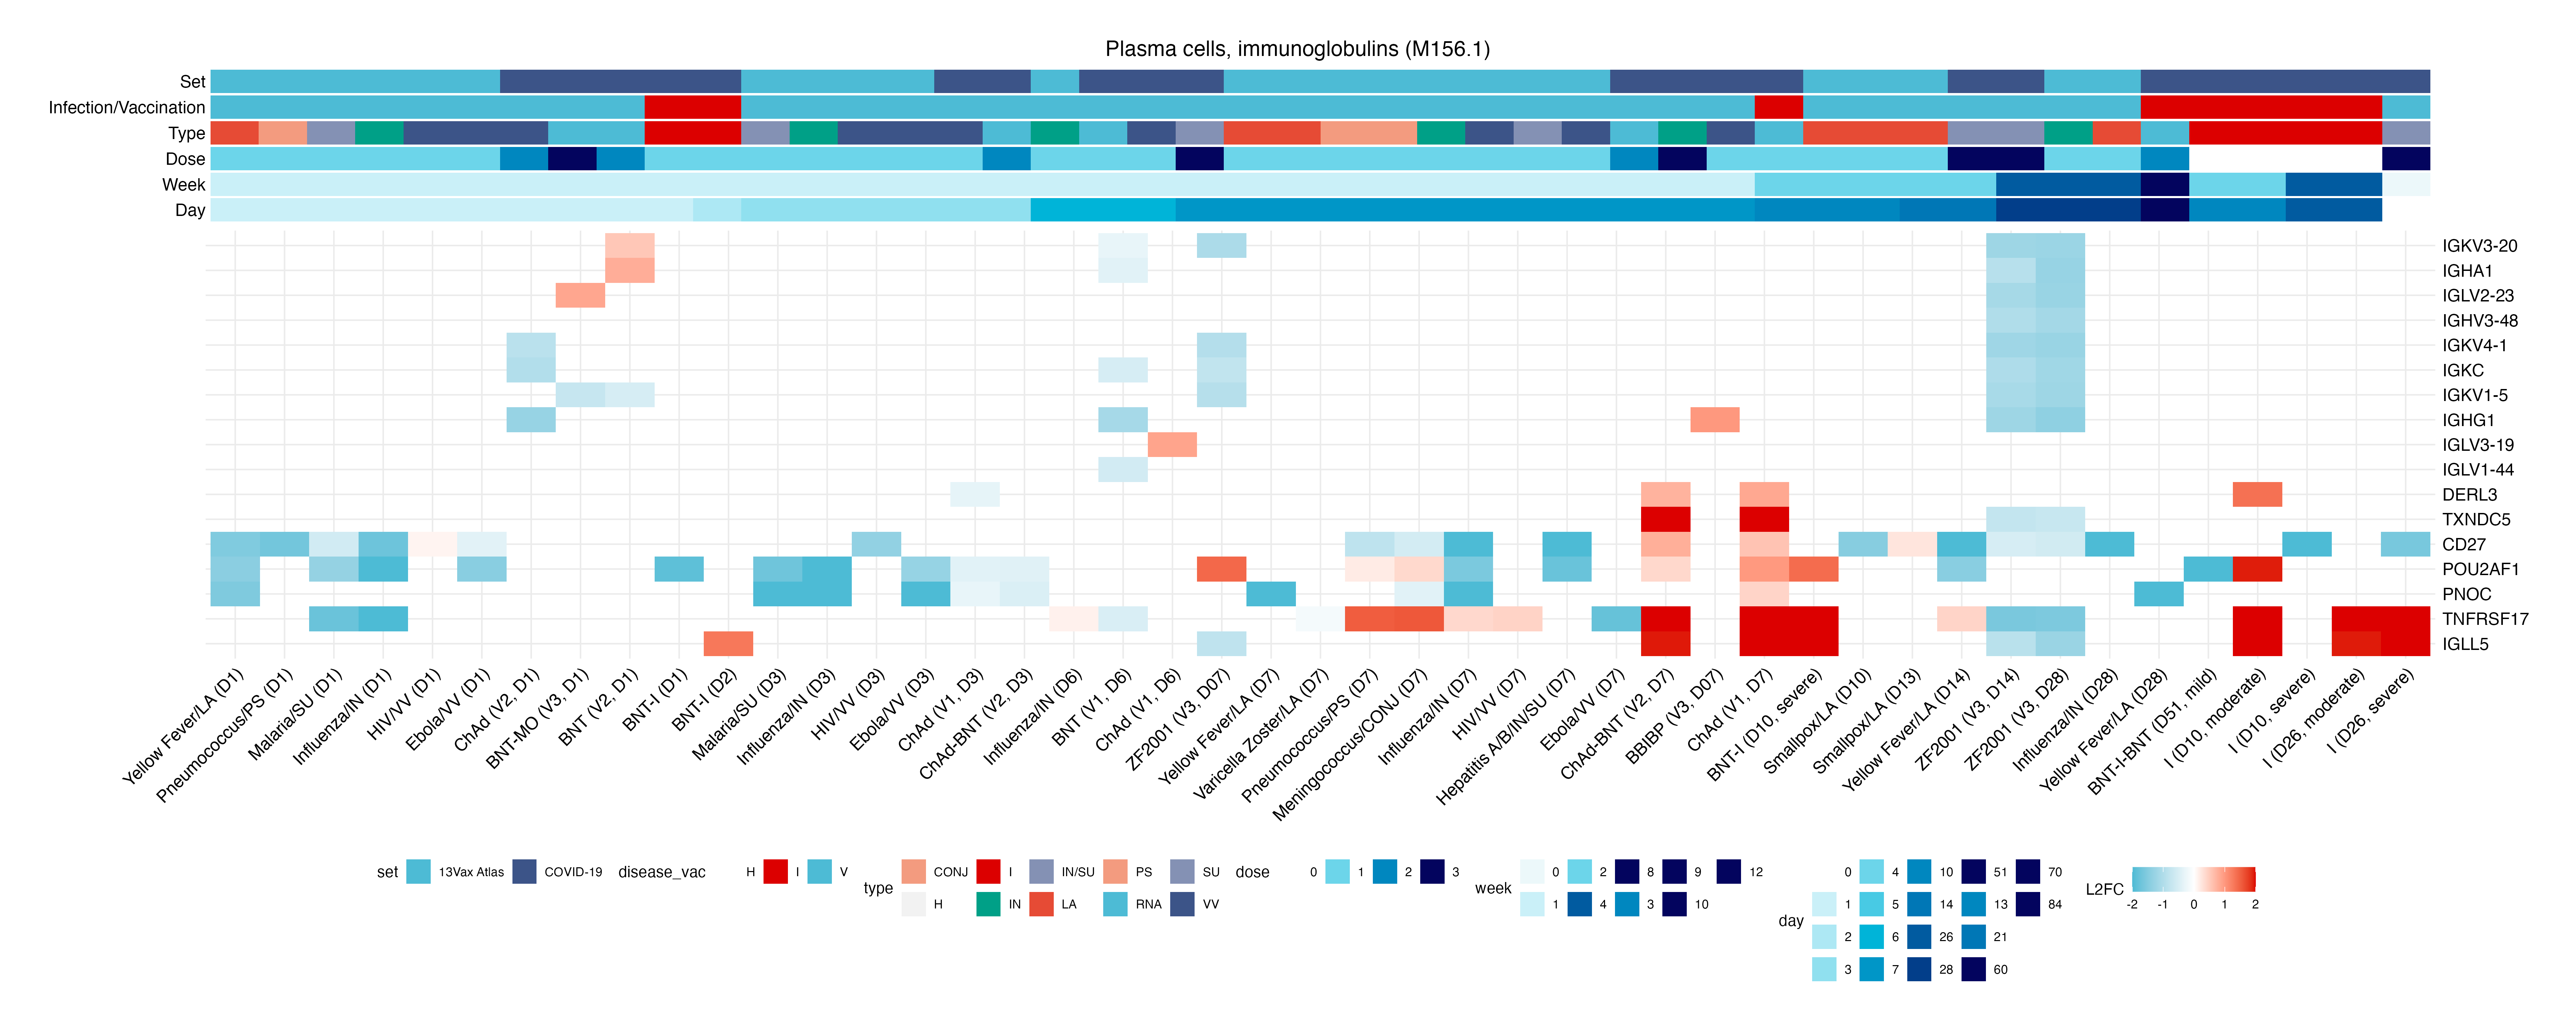 Plasma cells, immunoglobulins (M156.1)
Set
Infection/Vaccination
Type
Dose
Week
Day
IGKV3-20
IGHA1
IGLV2-23
IGHV3-48
IGKV4-1
IGKC
IGKV1-5
IGHG1
IGLV3-19
IGLV1-44
DERL3
TXNDC5
CD27
POU2AF1
PNOC
TNFRSF17
IGLL5
Yellow Fever/LA (D1)
Pneumococcus/PS (D1)
Malaria/SU (D1)
Influenza/IN (D1)
HIV/VV (D1)
Ebola/VV (D1)
ChAd (V2, D1)
BNT-MO (V3, D1)
BNT (V2, D1)
BNT-I (D1)
BNT-I (D2)
Malaria/SU (D3)
Influenza/IN (D3)
HIV/VV (D3)
Ebola/VV (D3)
ChAd (V1, D3)
ChAd-BNT (V2, D3)
Influenza/IN (D6)
BNT (V1, D6)
ChAd (V1, D6)
ZF2001 (V3, D07)
Yellow Fever/LA (D7)
Varicella Zoster/LA (D7)
Pneumococcus/PS (D7)
Meningococcus/CONJ (D7)
Influenza/IN (D7)
HIV/VV (D7)
Hepatitis A/B/IN/SU (D7)
Ebola/VV (D7)
ChAd-BNT (V2, D7)
BBIBP (V3, D07)
ChAd (V1, D7)
BNT-I (D10, severe)
Smallpox/LA (D10)
Smallpox/LA (D13)
Yellow Fever/LA (D14)
ZF2001 (V3, D14)
ZF2001 (V3, D28)
Influenza/IN (D28)
Yellow Fever/LA (D28)
BNT-I-BNT (D51, mild)
I (D10, moderate)
I (D10, severe)
I (D26, moderate)
I (D26, severe)
set 13Vax Atlas COVID-19
disease_vac H I V
type CONJ I IN/SU PS SU
H IN LA RNA VV
dose 0 1 2 3
week 0 2 8 9 12
1 4 3 10
day 0 4 10 51 70
1 5 14 13 84
2 6 26 21
3 7 28 60
L2FC
-2 -1 0 1 2